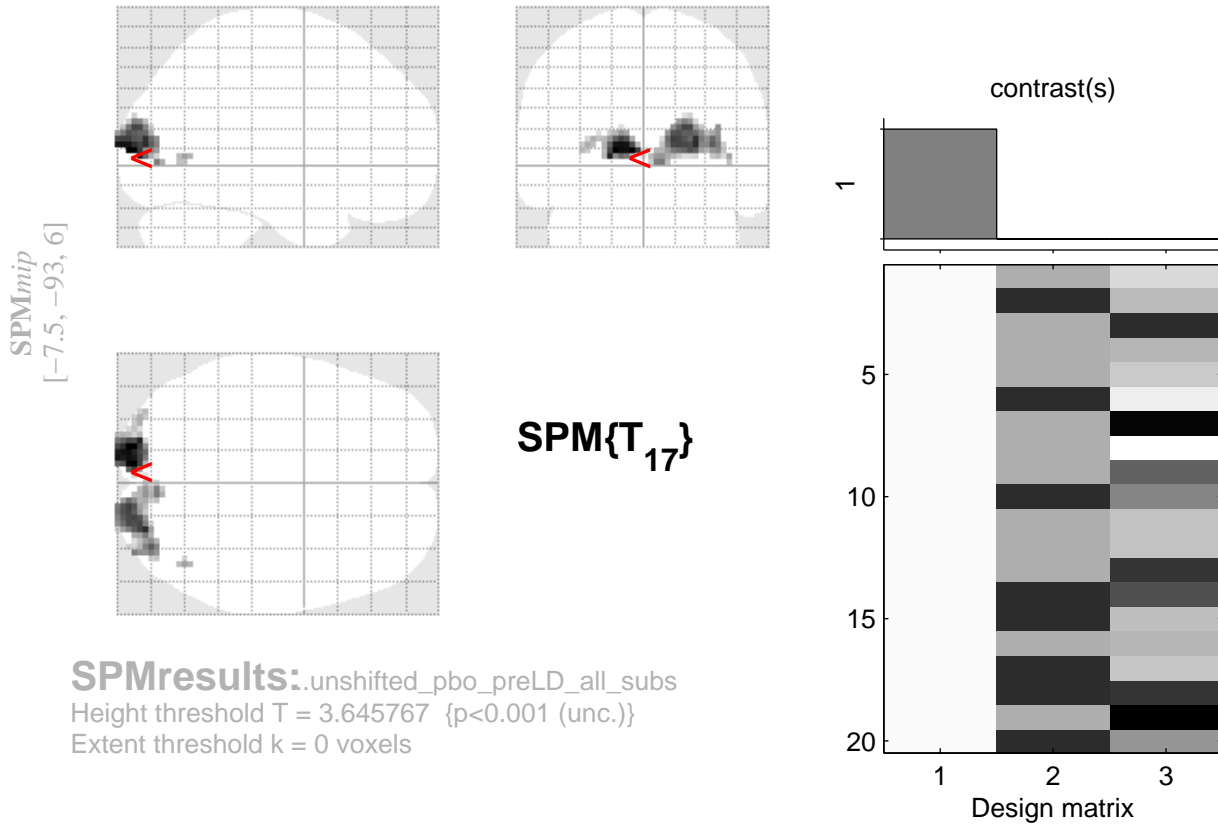 contrast(s)
1
SPMmip
[−7.5, −93, 6]
5
10
15
20
1 2 3
Design matrix
SPM{T17}
SPMresults:.unshifted_pbo_preLD_all_subs
Height threshold T = 3.645767 {p<0.001 (unc.)}
Extent threshold k = 0 voxels